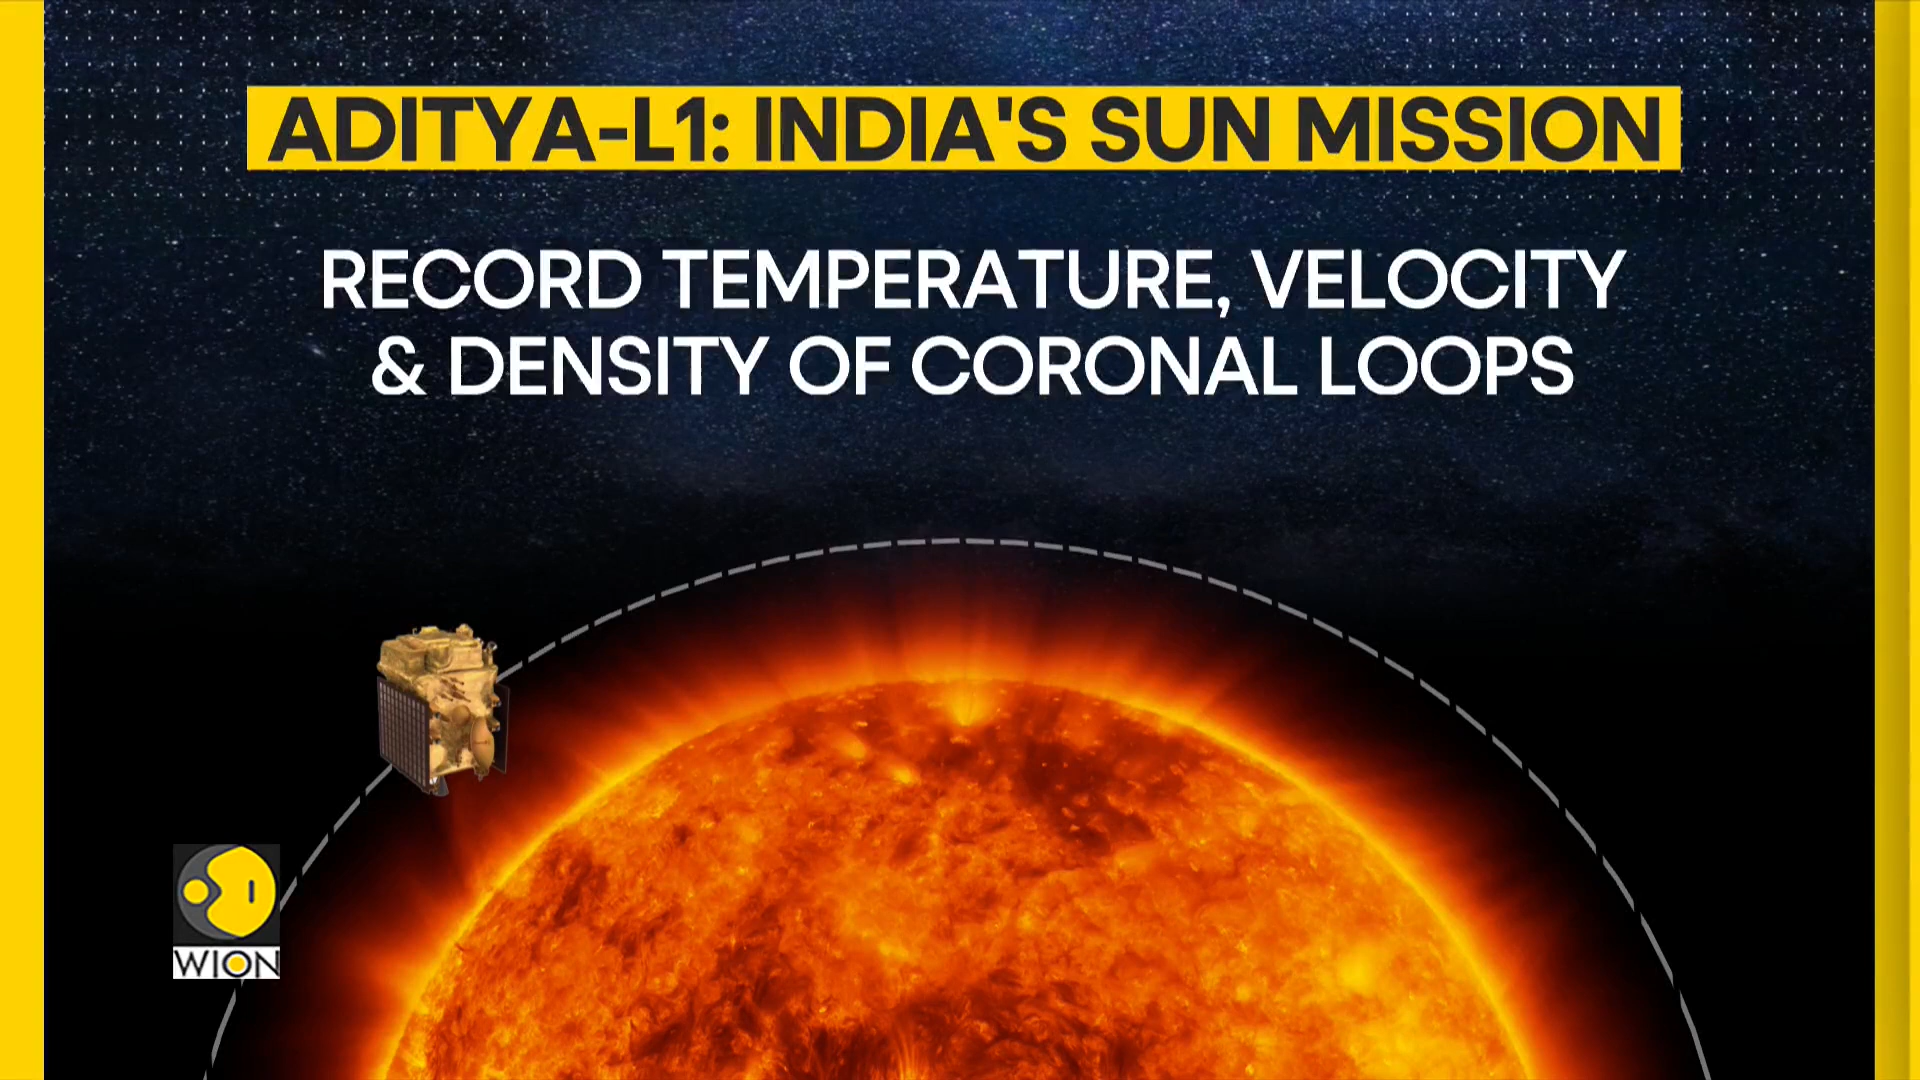 ADITYA-L1: INDIA'S SUN MISSION
RECORD TEMPERATURE, VELOCITY
& DENSITY OF CORONAL LOOPS
WION